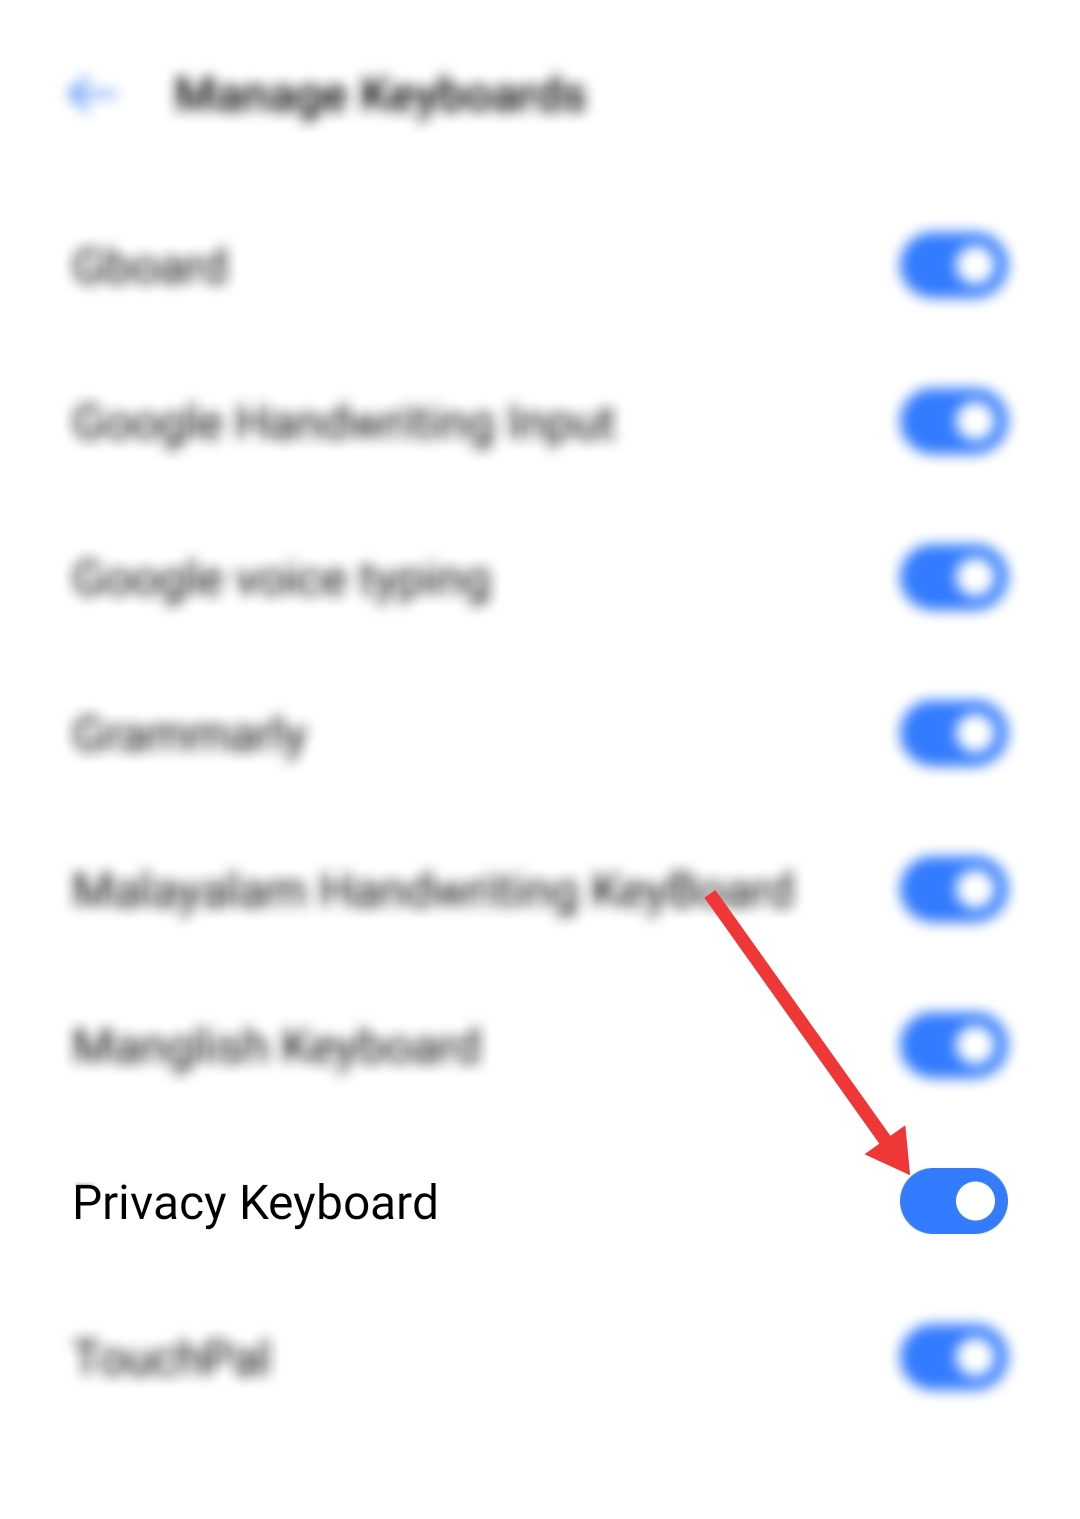 Manage Keyboards
Gboard
Google Handwriting Input
Google voice typing
Grammarly
Malayalam Handwriting KeyBoard
Manglish Keyboard
Privacy Keyboard
TouchPal